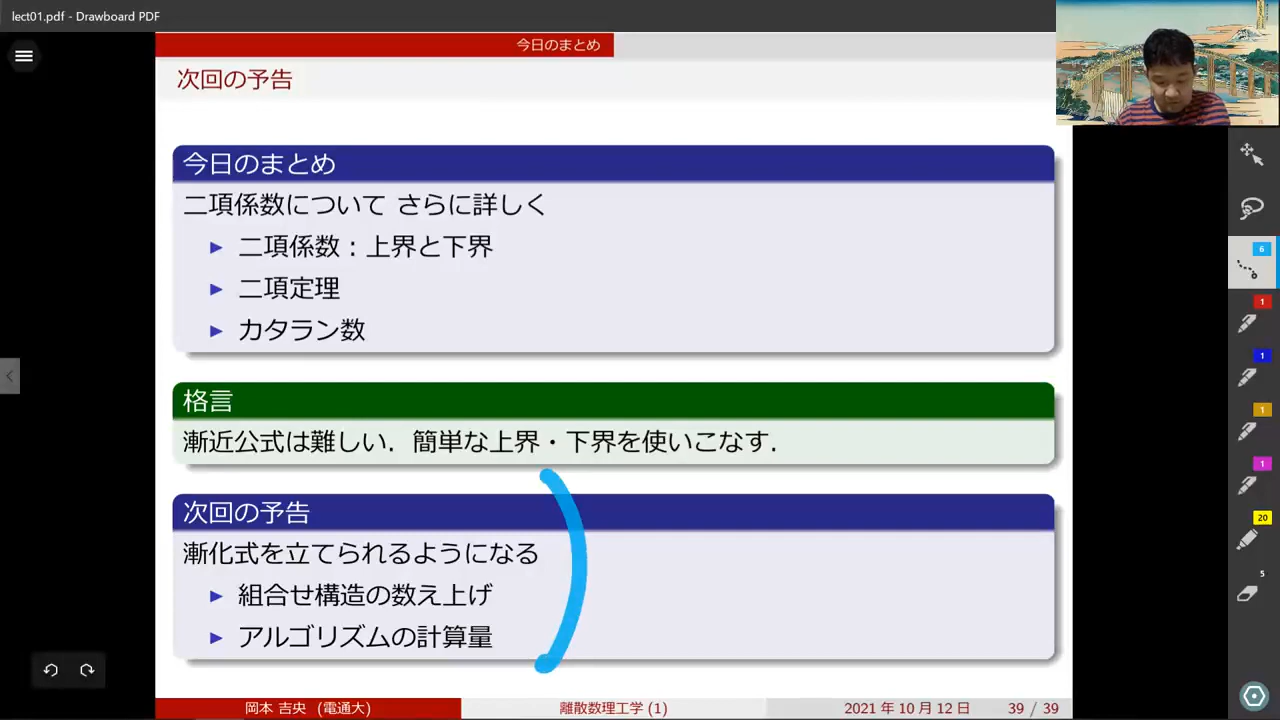 lect01.pdf - Drawboard PDF
今日のまとめ
次回の予告
今日のまとめ
二項係数について さらに詳しく
▶ 二項係数：上界と下界
▶ 二項定理
▶ カタラン数
格言
漸近公式は難しい．簡単な上界・下界を使いこなす．
次回の予告
漸化式を立てられるようになる
▶ 組合せ構造の数え上げ
▶ アルゴリズムの計算量
岡本 吉央 (電通大)
離散数理工学 (1)
2021 年 10 月 12 日
39 / 39
6
1
1
1
1
20
5